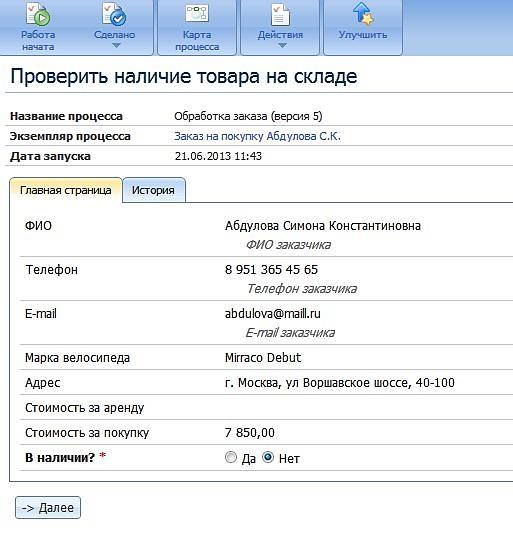 Работа начата
Сделано
Карта процесса
Действия
Улучшить
Проверить наличие товара на складе
Название процесса Обработка заказа (версия 5)
Экземпляр процесса Заказ на покупку Абдулова С.К.
Дата запуска 21.06.2013 11:43
Главная страница История
ФИО Абдулова Симона Константиновна
ФИО заказчика
Телефон 8 951 365 45 65
Телефон заказчика
E-mail abdulova@maill.ru
E-mail заказчика
Марка велосипеда Mirraco Debut
Адрес г. Москва, ул Воршавское шоссе, 40-100
Стоимость за аренду
Стоимость за покупку 7 850,00
В наличии? * Да Нет
-> Далее